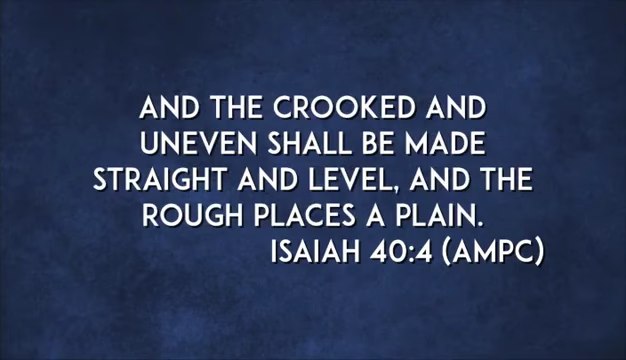 AND THE CROOKED AND
UNEVEN SHALL BE MADE
STRAIGHT AND LEVEL, AND THE
ROUGH PLACES A PLAIN.
ISAIAH 40:4 (AMPC)